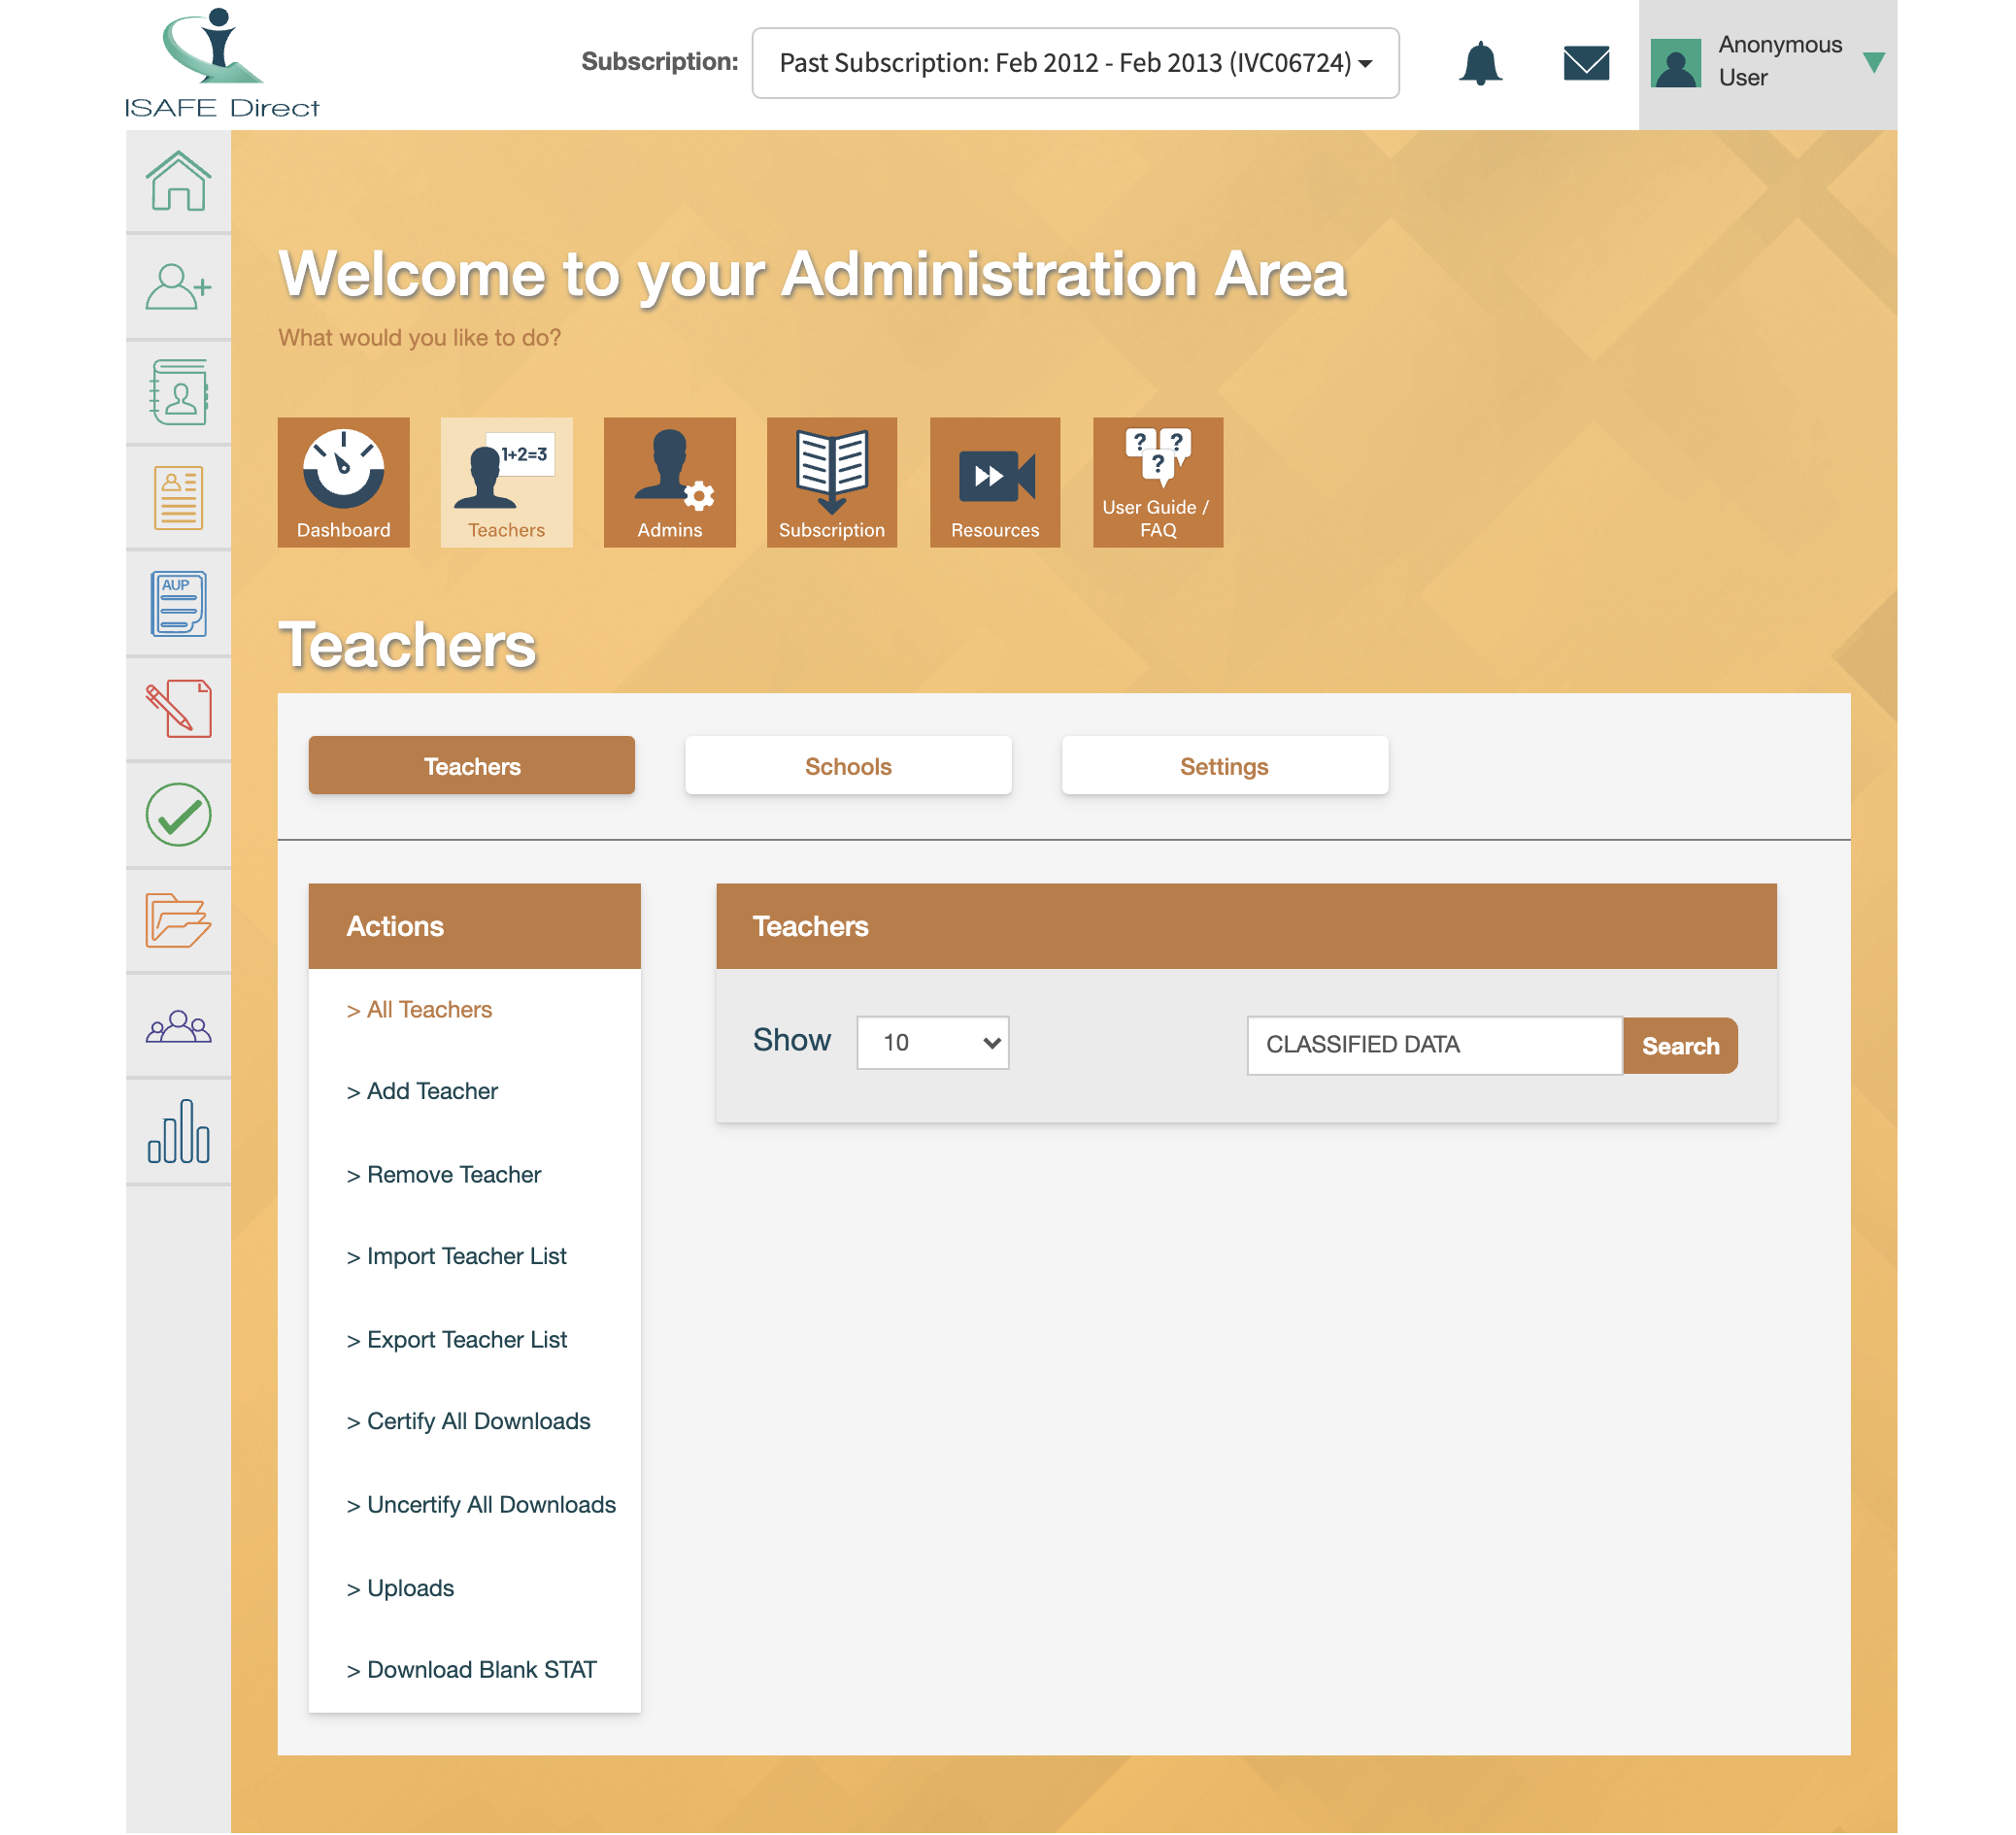 ISAFE Direct
Subscription:
Past Subscription: Feb 2012 - Feb 2013 (IVC06724)
Anonymous
User
Welcome to your Administration Area
What would you like to do?
1+2=3
? ?
?
Dashboard
Teachers
Admins
Subscription
Resources
User Guide /
FAQ
AUP
Teachers
Teachers
Schools
Settings
Actions
> All Teachers
> Add Teacher
> Remove Teacher
> Import Teacher List
> Export Teacher List
> Certify All Downloads
> Uncertify All Downloads
> Uploads
> Download Blank STAT
Teachers
Show
10
CLASSIFIED DATA
Search